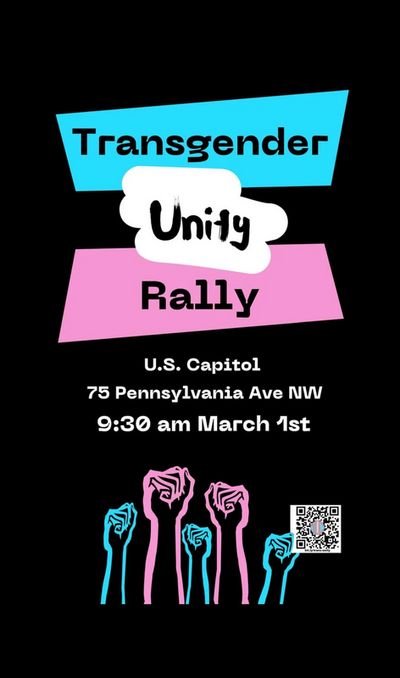 Transgender
Unity
Rally
U.S. Capitol
75 Pennsylvania Ave NW
9:30 am March 1st